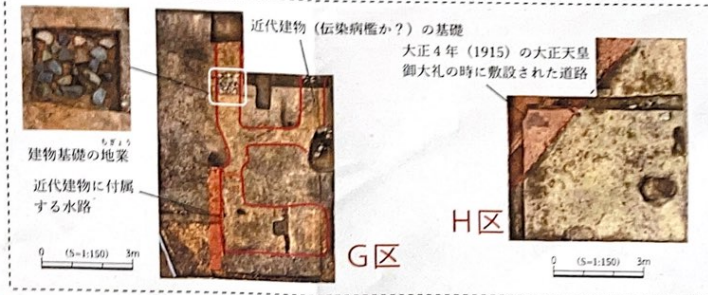 近代建物（伝染病檻か？）の基礎
大正４年（1915）の大正天皇
御大礼の時に敷設された道路
ちぎょう
建物基礎の地業
近代建物に付属
する水路
0 (S=1:150) 3m
G区
H区
0 (S=1:150) 3m